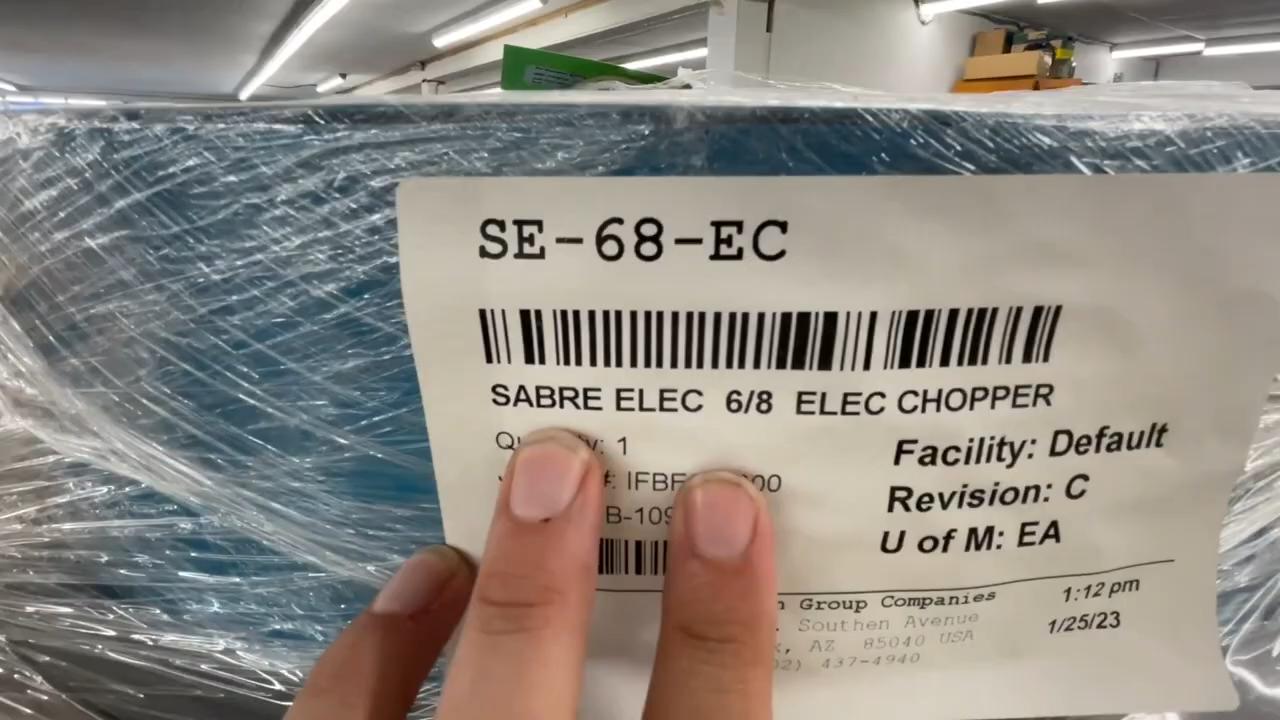 SE-68-EC
SABRE ELEC 6/8 ELEC CHOPPER
: 1
Facility: Default
Revision: C
U of M: EA
Group Companies
Southen Avenue
AZ 85040 USA
437-4940
1:12 pm
1/25/23